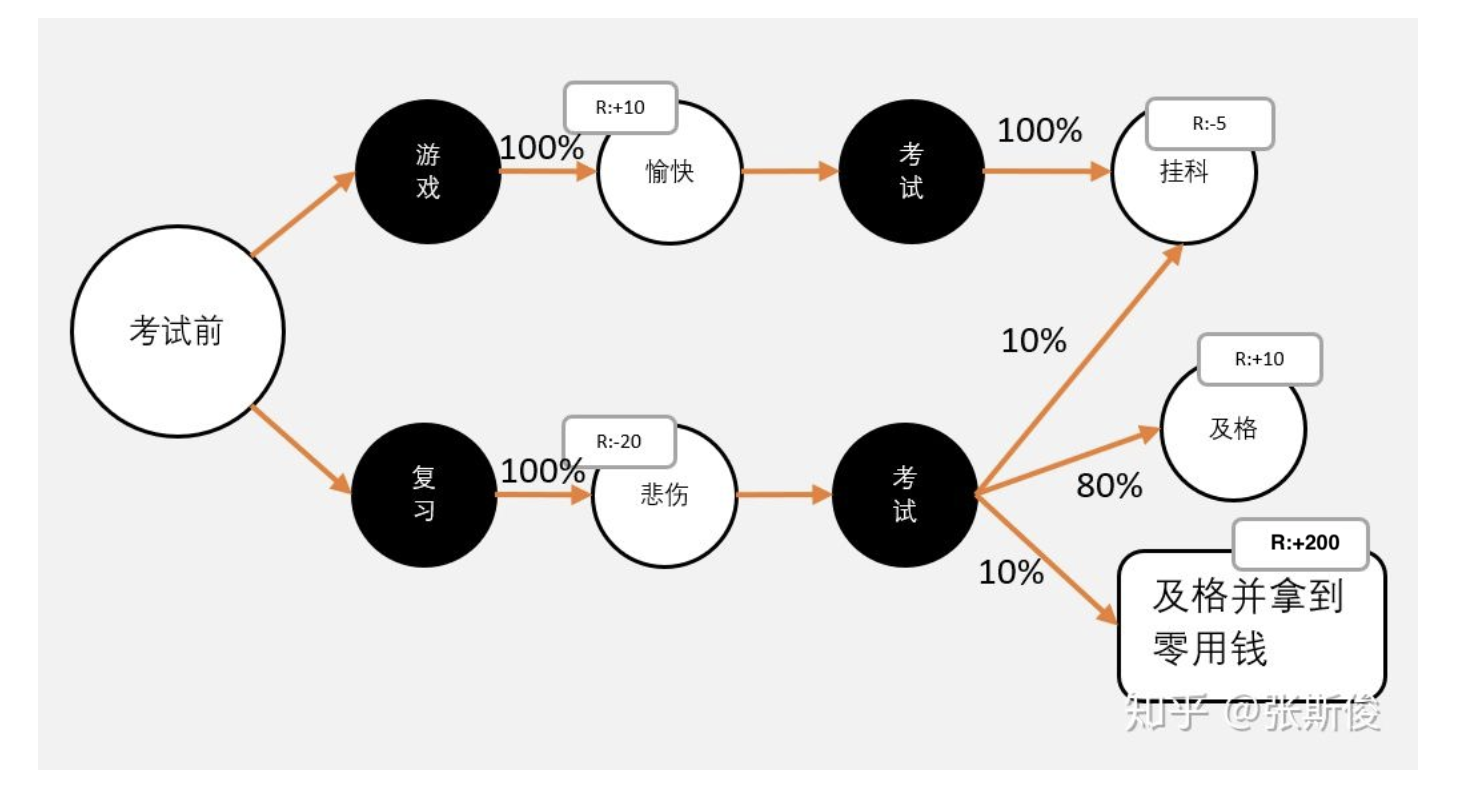 R:+10
R:-5
100%
100%
游
戏
愉快
考
试
挂科
考试前
10%
R:+10
及格
R:-20
100%
80%
复
习
悲伤
考
试
10%
R:+200
及格并拿到
零用钱
知乎 @张斯俊